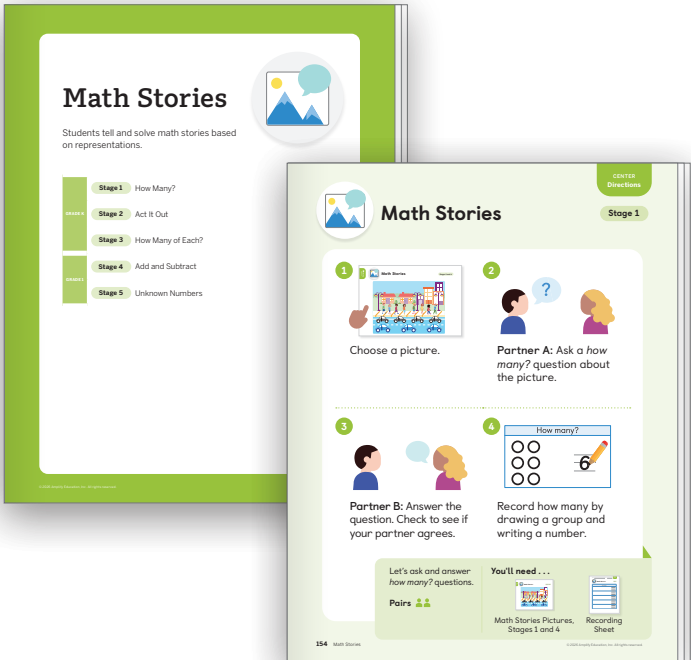 Math Stories
Students tell and solve math stories based
on representations.
GRADE K
Stage 1 How Many?
Stage 2 Act It Out
Stage 3 How Many of Each?
Stage 4 Add and Subtract
Stage 5 Unknown Numbers
CENTER
Directions
Math Stories
Stage 1
1
Math Stories
Choose a picture.
2
?
Partner A: Ask a how
many? question about
the picture.
3
Partner B: Answer the
question. Check to see if
your partner agrees.
4
How many?
6
Record how many by
drawing a group and
writing a number.
Let's ask and answer
how many? questions.
Pairs
You'll need . . .
Math Stories Pictures,
Stages 1 and 4
Recording
Sheet
154 Math Stories